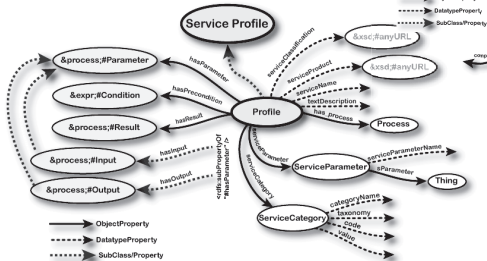 DatatypeProperty
SubClass/Property
Service Profile
&xsc;#anyURL
&xsd;#anyURL
&process;#Parameter
&expr;#Condition
&process;#Result
&process;#Input
&process;#Output
hasParameter
hasPrecondition
hasResult
hasInput
hasOutput
<dfs:subPropertyOf
"#hasParameter" />
Profile
serviceClassification
serviceProduct
serviceName
textDescription
has_process
Process
serviceParameter
ServiceParameter
serviceParameterName
sParameter
Thing
serviceCategory
ServiceCategory
categoryName
taxonomy
code
value
ObjectProperty
DatatypeProperty
SubClass/Property